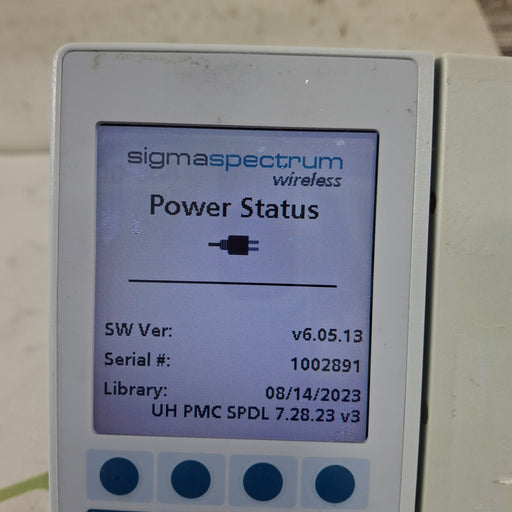 sigmaspectrum
wireless
Power Status
SW Ver: v6.05.13
Serial #: 1002891
Library: 08/14/2023
UH PMC SPDL 7.28.23 v3